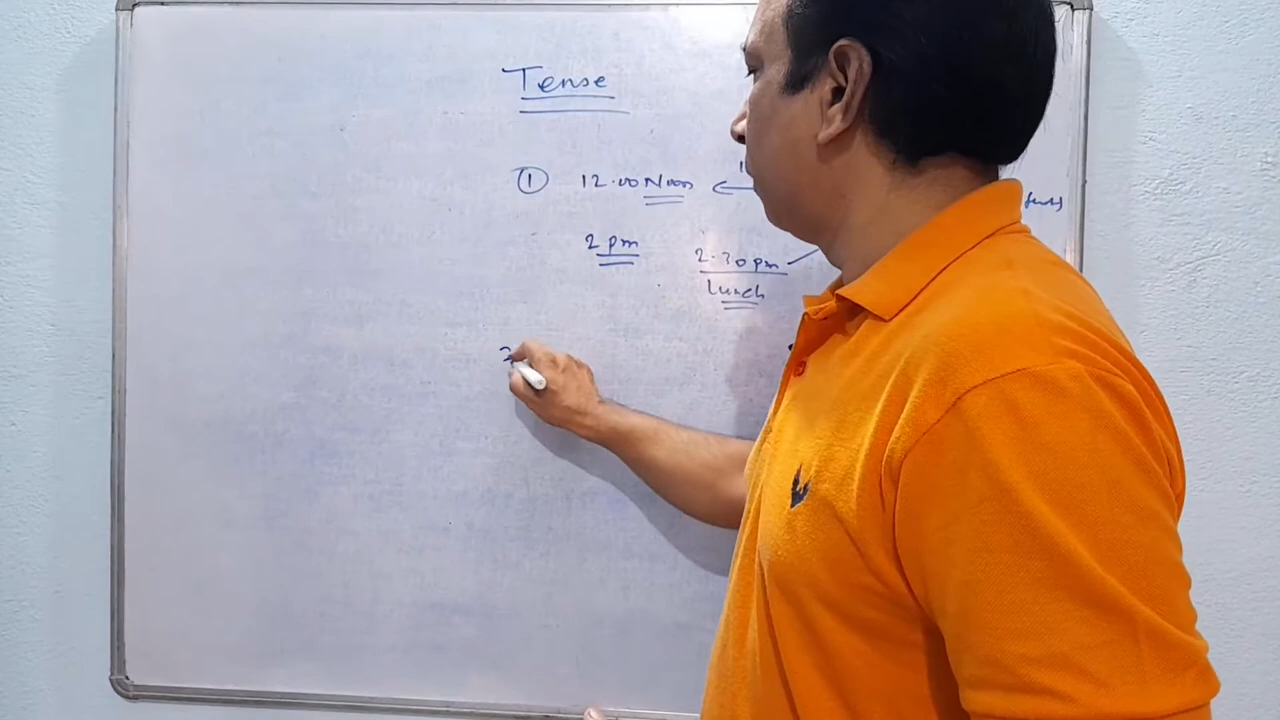 Tense
① 12.00 Noon
2 pm
2.30 pm
Lunch